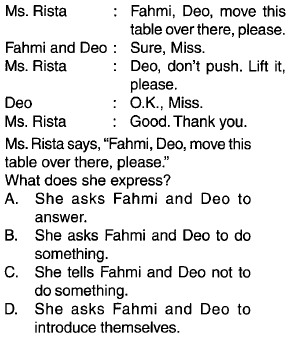 Ms. Rista : Fahmi, Deo, move this
table over there, please.
Fahmi and Deo : Sure, Miss.
Ms. Rista : Deo, don't push. Lift it,
please.
Deo : O.K., Miss.
Ms. Rista : Good. Thank you.
Ms. Rista says, "Fahmi, Deo, move this
table over there, please."
What does she express?
A. She asks Fahmi and Deo to
answer.
B. She asks Fahmi and Deo to do
something.
C. She tells Fahmi and Deo not to
do something.
D. She asks Fahmi and Deo to
introduce themselves.